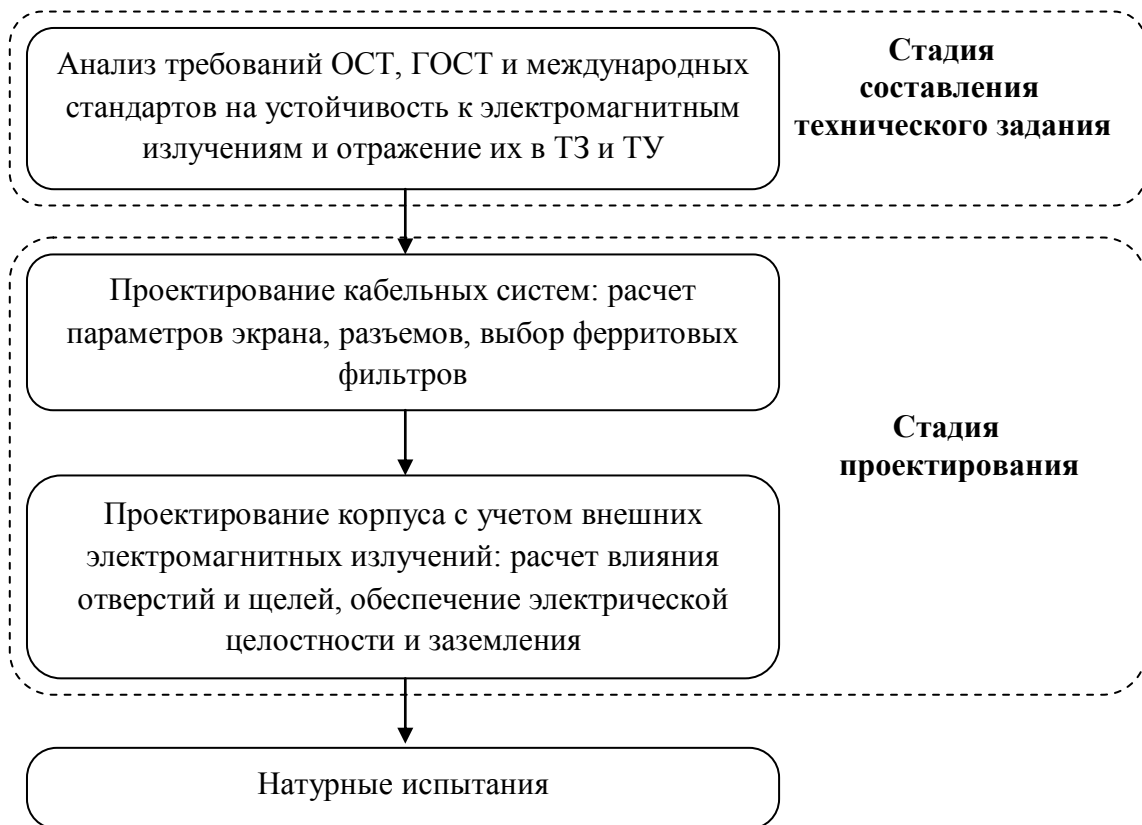 Анализ требований ОСТ, ГОСТ и международных
стандартов на устойчивость к электромагнитным
излучениям и отражение их в ТЗ и ТУ
Стадия
составления
технического задания
Проектирование кабельных систем: расчет
параметров экрана, разъемов, выбор ферритовых
фильтров
Стадия
проектирования
Проектирование корпуса с учетом внешних
электромагнитных излучений: расчет влияния
отверстий и щелей, обеспечение электрической
целостности и заземления
Натурные испытания